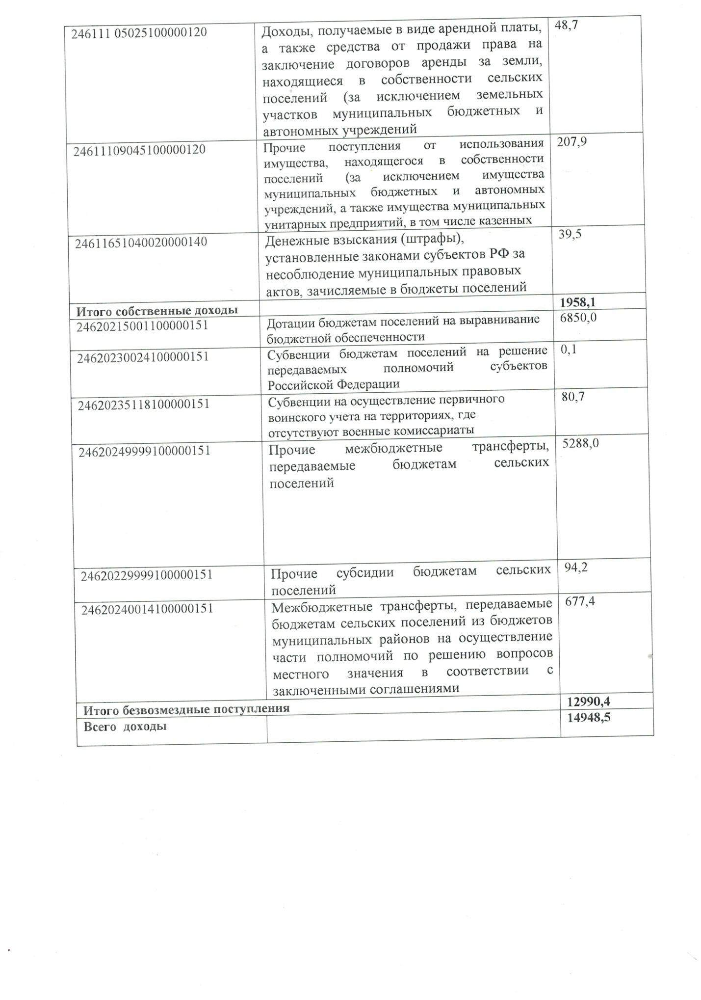 246111 05025100000120
Доходы, получаемые в виде арендной платы,
а также средства от продажи права на
заключение договоров аренды за земли,
находящиеся в собственности сельских
поселений (за исключением земельных
участков муниципальных бюджетных и
автономных учреждений
48,7
24611109045100000120
Прочие поступления от использования
имущества, находящегося в собственности
поселений (за исключением имущества
муниципальных бюджетных и автономных
учреждений, а также имущества муниципальных
унитарных предприятий, в том числе казенных
207,9
24611651040020000140
Денежные взыскания (штрафы),
установленные законами субъектов РФ за
несоблюдение муниципальных правовых
актов, зачисляемые в бюджеты поселений
39,5
Итого собственные доходы
1958,1
24620215001100000151
Дотации бюджетам поселений на выравнивание
бюджетной обеспеченности
6850,0
24620230024100000151
Субвенции бюджетам поселений на решение
передаваемых полномочий субъектов
Российской Федерации
0,1
24620235118100000151
Субвенции на осуществление первичного
воинского учета на территориях, где
отсутствуют военные комиссариаты
80,7
24620249999100000151
Прочие межбюджетные трансферты,
передаваемые бюджетам сельских
поселений
5288,0
24620229999100000151
Прочие субсидии бюджетам сельских
поселений
94,2
24620240014100000151
Межбюджетные трансферты, передаваемые
бюджетам сельских поселений из бюджетов
муниципальных районов на осуществление
части полномочий по решению вопросов
местного значения в соответствии с
заключенными соглашениями
677,4
Итого безвозмездные поступления
12990,4
Всего доходы
14948,5